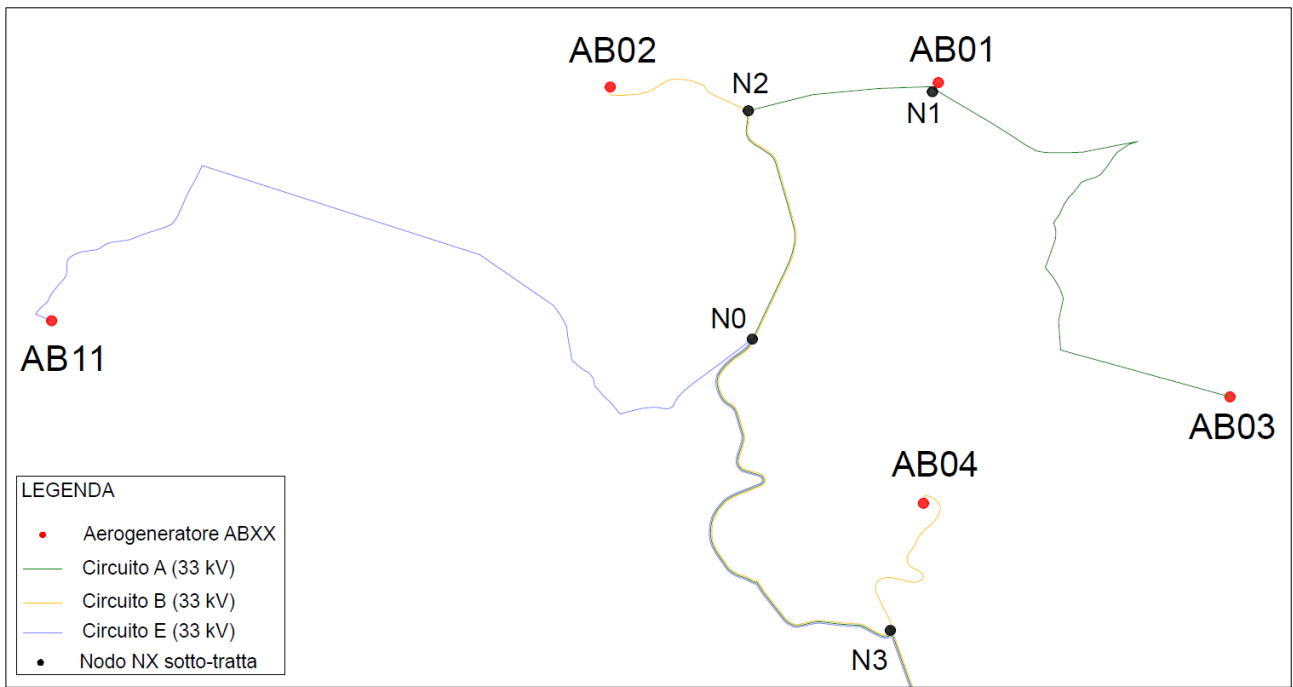 AB02
AB01
N2
N1
N0
AB11
AB03
AB04
N3
LEGENDA
Aerogeneratore ABXX
Circuito A (33 kV)
Circuito B (33 kV)
Circuito E (33 kV)
Nodo NX sotto-tratta